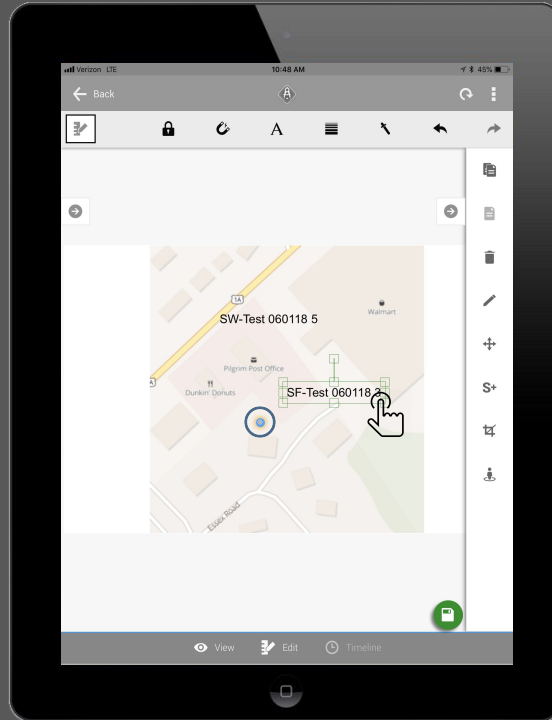 Verizon LTE 10:48 AM 45%
Back
A
1A
SW-Test 060118 5
Walmart
Pilgrim Post Office
A
Dunkin' Donuts
SF-Test 060118 3
S+
Essex Road
View Edit Timeline